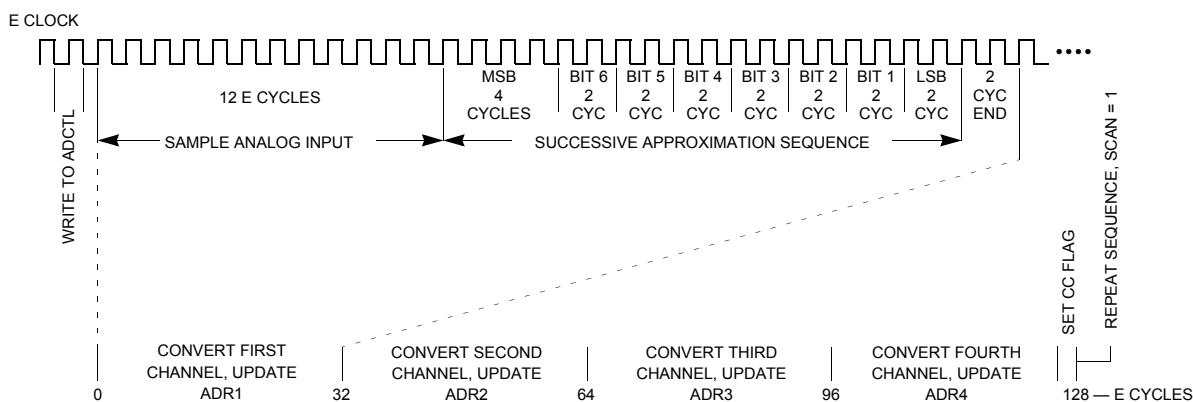 E CLOCK
12 E CYCLES
MSB
4
CYCLES
BIT 6
2
CYC
BIT 5
2
CYC
BIT 4
2
CYC
BIT 3
2
CYC
BIT 2
2
CYC
BIT 1
2
CYC
LSB
2
CYC
2
CYC
END
WRITE TO ADCTL
SAMPLE ANALOG INPUT
SUCCESSIVE APPROXIMATION SEQUENCE
SET CC FLAG
REPEAT SEQUENCE, SCAN = 1
CONVERT FIRST
CHANNEL, UPDATE
ADR1
CONVERT SECOND
CHANNEL, UPDATE
ADR2
CONVERT THIRD
CHANNEL, UPDATE
ADR3
CONVERT FOURTH
CHANNEL, UPDATE
ADR4
0
32
64
96
128 — E CYCLES